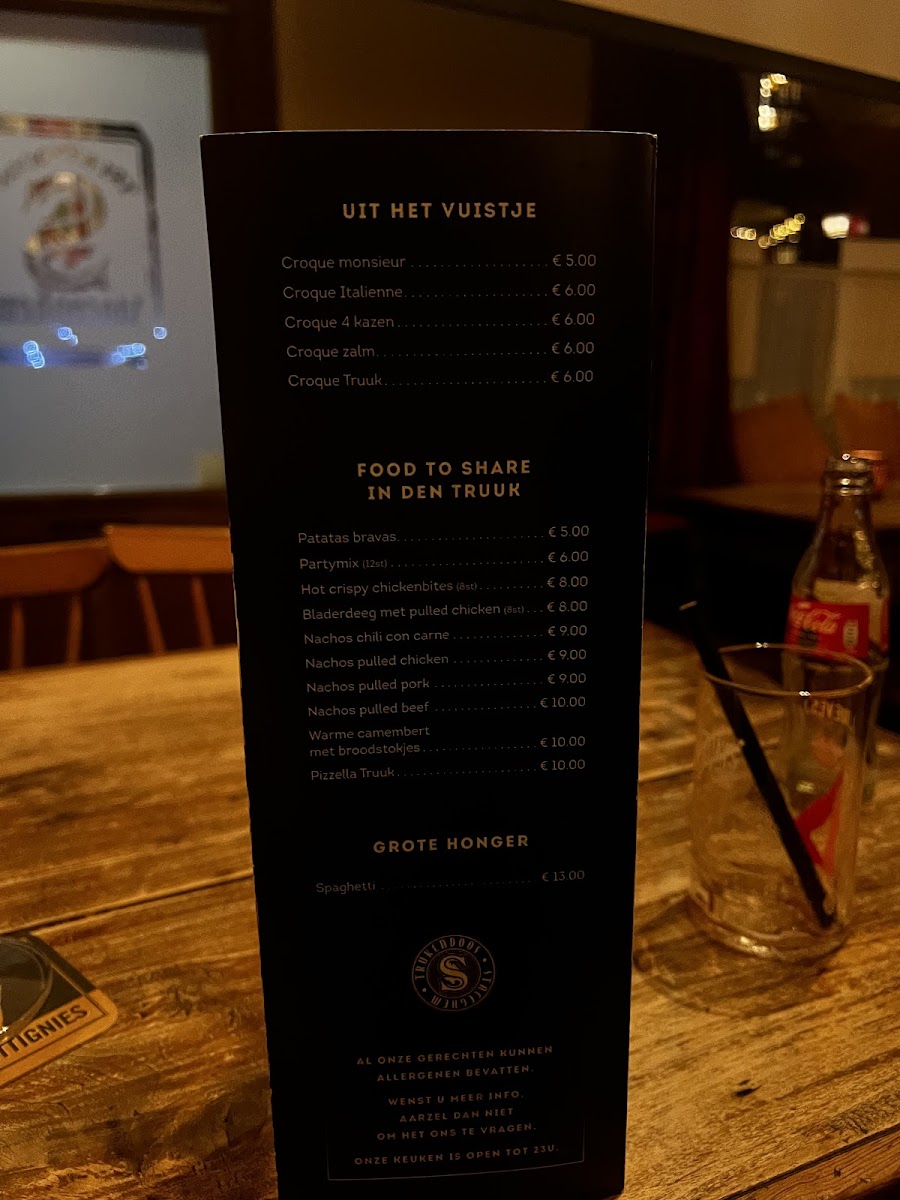 UIT HET VUISTJE
Croque monsieur ................... € 5.00
Croque Italienne................... € 6.00
Croque 4 kazen .................... € 6.00
Croque zalm........................ € 6.00
Croque Truuk....................... € 6.00
FOOD TO SHARE
IN DEN TRUUK
Patatas bravas..................... € 5.00
Partymix (12st) ................... € 6.00
Hot crispy chickenbites (8st)......... € 8.00
Bladerdeeg met pulled chicken (8st)... € 8.00
Nachos chili con carne ............. € 9.00
Nachos pulled chicken .............. € 9.00
Nachos pulled pork ................. € 9.00
Nachos pulled beef ................. € 10.00
Warme camembert
met broodstokjes................... € 10.00
Pizzella Truuk..................... € 10.00
GROTE HONGER
Spaghetti ......................... € 13.00
TRUKENDOOS
S
AL ONZE GERECHTEN KUNNEN
ALLERGENEN BEVATTEN.
WENST U MEER INFO,
AARZEL DAN NIET
OM HET ONS TE VRAGEN.
ONZE KEUKEN IS OPEN TOT 23U.
TTIGNIES